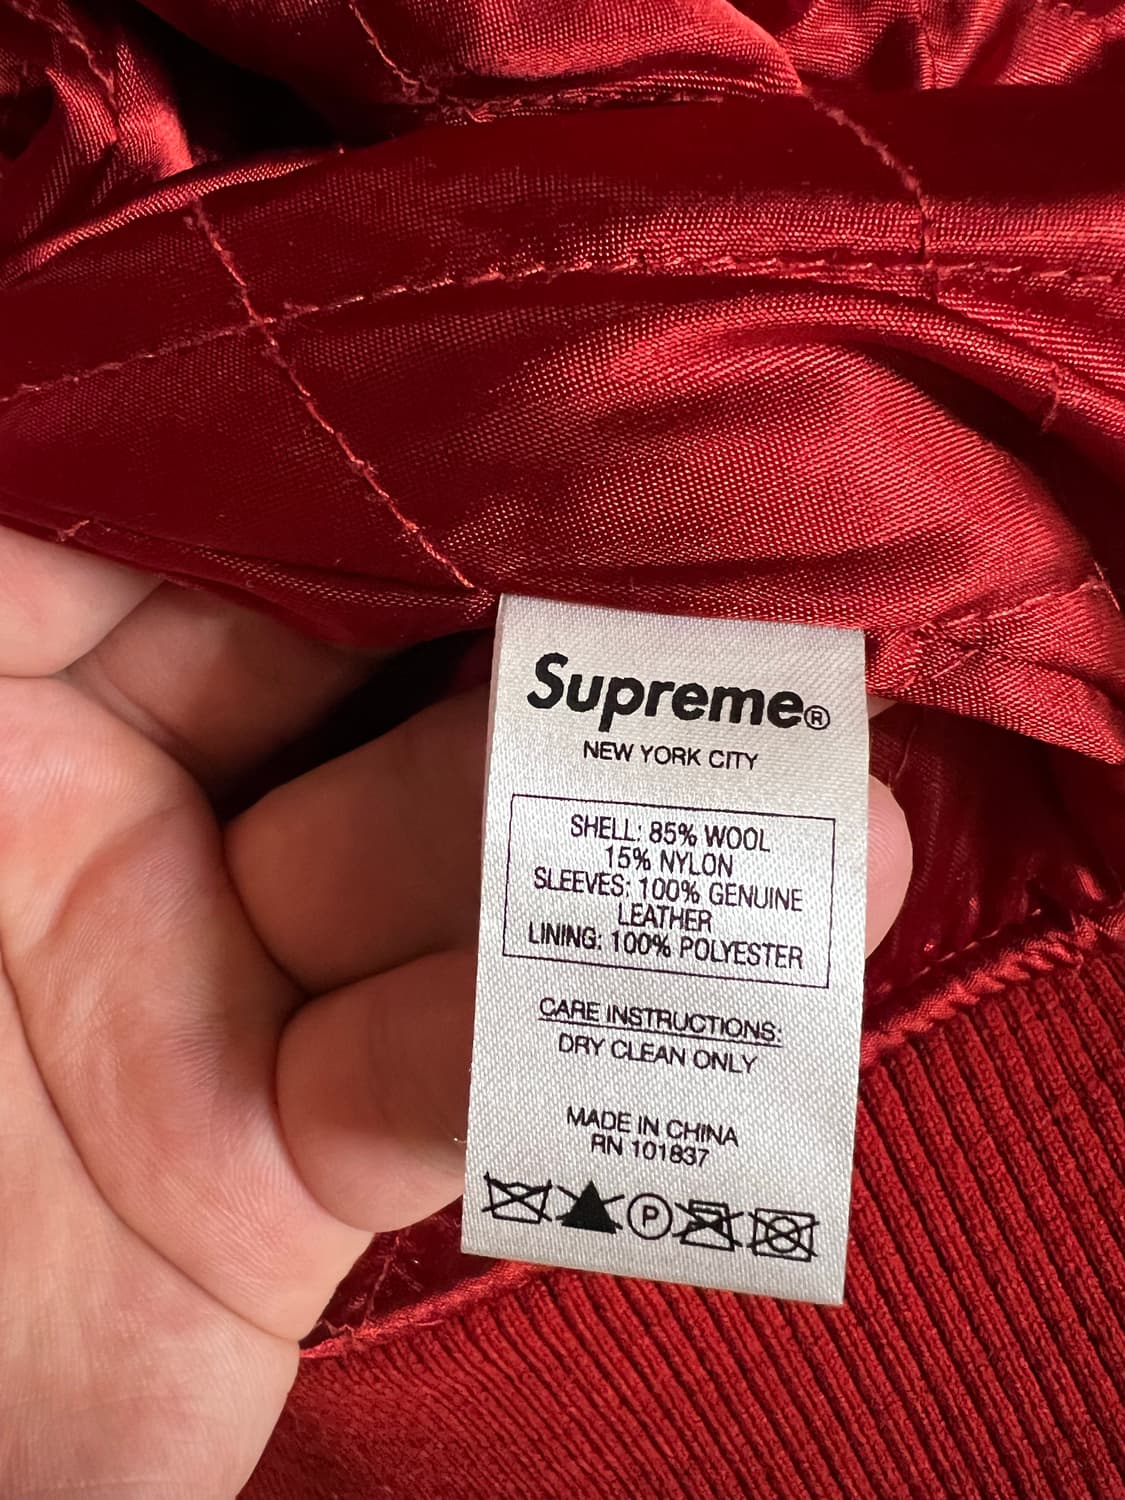 Supreme®
NEW YORK CITY
SHELL: 85% WOOL
15% NYLON
SLEEVES: 100% GENUINE
LEATHER
LINING: 100% POLYESTER
CARE INSTRUCTIONS:
DRY CLEAN ONLY
MADE IN CHINA
RN 101837
P